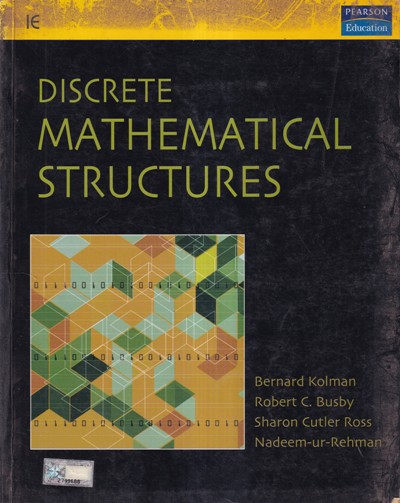 IE
PEARSON
Education
DISCRETE
MATHEMATICAL
STRUCTURES
Bernard Kolman
Robert C. Busby
Sharon Cutler Ross
Nadeem-ur-Rehman